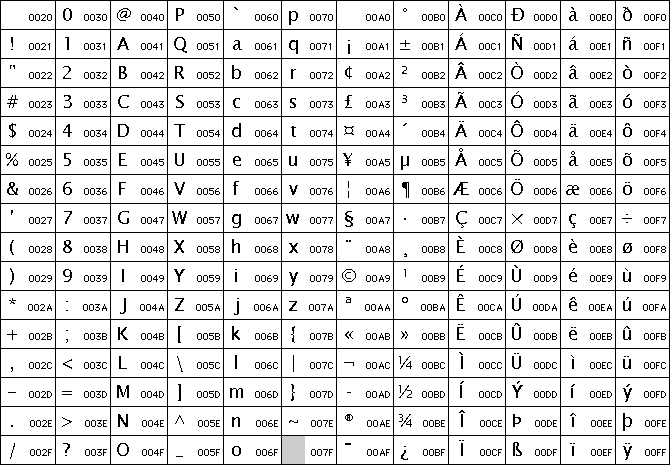 0020 0 0030 @ 0040 P 0050 ` 0060 p 0070 00A0 ° 00B0 À 00C0 Ð 00D0 à 00E0 ð 00F0
! 0021 1 0031 A 0041 Q 0051 a 0061 q 0071 ¡ 00A1 ± 00B1 Á 00C1 Ñ 00D1 á 00E1 ñ 00F1
" 0022 2 0032 B 0042 R 0052 b 0062 r 0072 ¢ 00A2 ² 00B2 Â 00C2 Ò 00D2 â 00E2 ò 00F2
# 0023 3 0033 C 0043 S 0053 c 0063 s 0073 £ 00A3 ³ 00B3 Ã 00C3 Ó 00D3 ã 00E3 ó 00F3
$ 0024 4 0034 D 0044 T 0054 d 0064 t 0074 ¤ 00A4 ´ 00B4 Ä 00C4 Ô 00D4 ä 00E4 ô 00F4
% 0025 5 0035 E 0045 U 0055 e 0065 u 0075 ¥ 00A5 µ 00B5 Å 00C5 Õ 00D5 å 00E5 õ 00F5
& 0026 6 0036 F 0046 V 0056 f 0066 v 0076 ¦ 00A6 ¶ 00B6 Æ 00C6 Ö 00D6 æ 00E6 ö 00F6
' 0027 7 0037 G 0047 W 0057 g 0067 w 0077 § 00A7 · 00B7 Ç 00C7 × 00D7 ç 00E7 ÷ 00F7
( 0028 8 0038 H 0048 X 0058 h 0068 x 0078 ¨ 00A8 ¸ 00B8 È 00C8 Ø 00D8 è 00E8 ø 00F8
) 0029 9 0039 I 0049 Y 0059 i 0069 y 0079 © 00A9 ¹ 00B9 É 00C9 Ù 00D9 é 00E9 ù 00F9
* 002A : 003A J 004A Z 005A j 006A z 007A ª 00AA º 00BA Ê 00CA Ú 00DA ê 00EA ú 00FA
+ 002B ; 003B K 004B [ 005B k 006B { 007B « 00AB » 00BB Ë 00CB Û 00DB ë 00EB û 00FB
, 002C < 003C L 004C \ 005C l 006C | 007C ¬ 00AC ¼ 00BC Ì 00CC Ü 00DC ì 00EC ü 00FC
- 002D = 003D M 004D ] 005D m 006D } 007D - 00AD ½ 00BD Í 00CD Ý 00DD í 00ED ý 00FD
. 002E > 003E N 004E ^ 005E n 006E ~ 007E ® 00AE ¾ 00BE Î 00CE Þ 00DE î 00EE þ 00FE
/ 002F ? 003F O 004F _ 005F o 006F 007F ¯ 00AF ¿ 00BF Ï 00CF ß 00DF ï 00EF ÿ 00FF